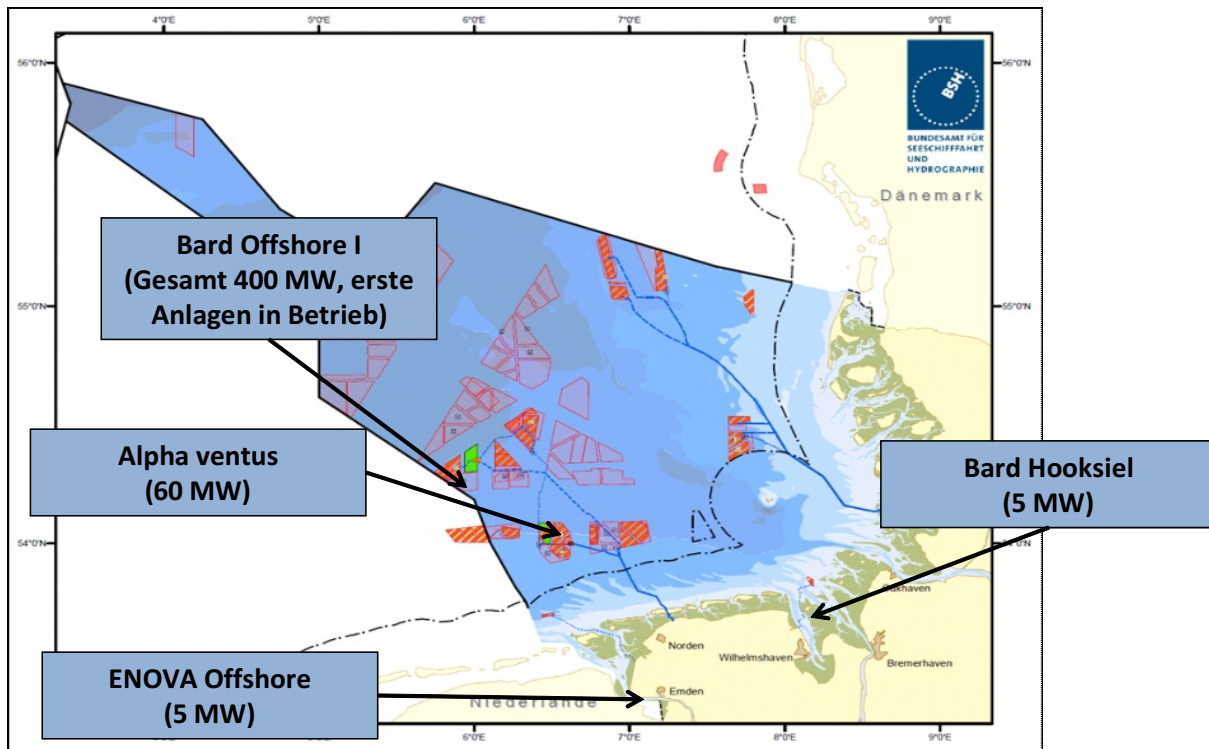 4°0'E 5°0'E 6°0'E 7°0'E 8°0'E 9°0'E
56°0'N
56°0'N
BSH
BUNDESAMT FÜR
SEESCHIFFFAHRT
UND
HYDROGRAPHIE
Dänemark
Bard Offshore I
(Gesamt 400 MW, erste
Anlagen in Betrieb)
55°0'N
55°0'N
Alpha ventus
(60 MW)
Bard Hooksiel
(5 MW)
54°0'N
Norden
Wilhelmshaven
Bremerhaven
Emden
ENOVA Offshore
(5 MW)
Niederlande
6°0'E 7°0'E 8°0'E 9°0'E